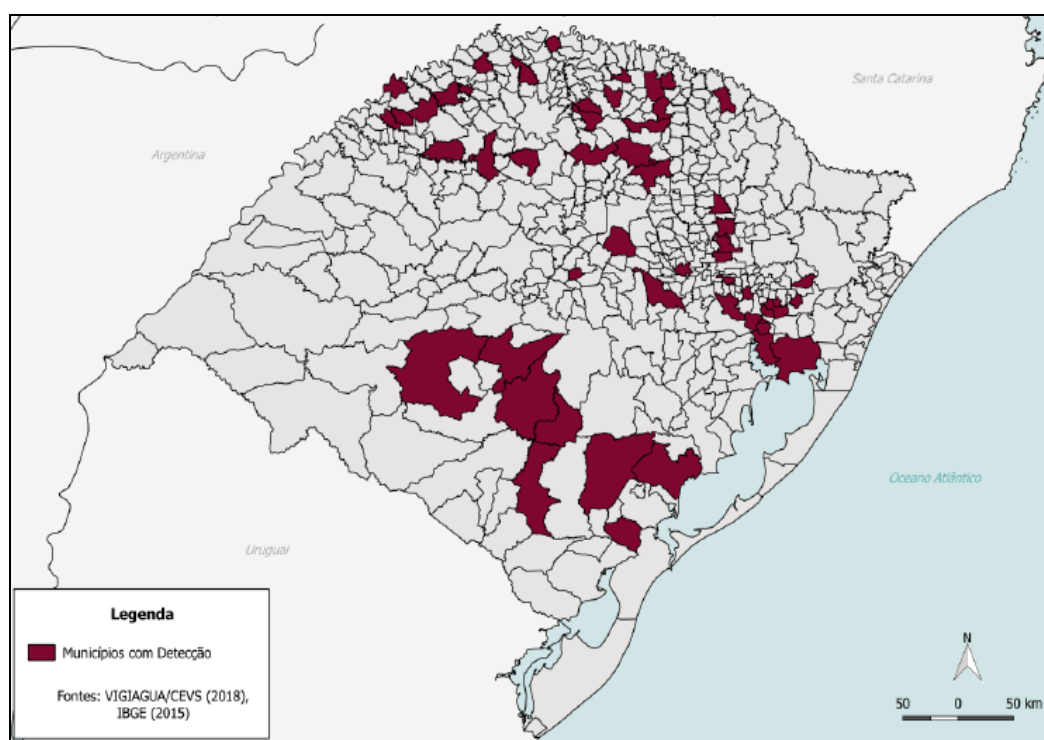 Santa Catarina
Argentina
Oceano Atlântico
Uruguai
Legenda
Municípios com Detecção
Fontes: VIGIAGUA/CEVS (2018),
IBGE (2015)
N
50 0 50 km